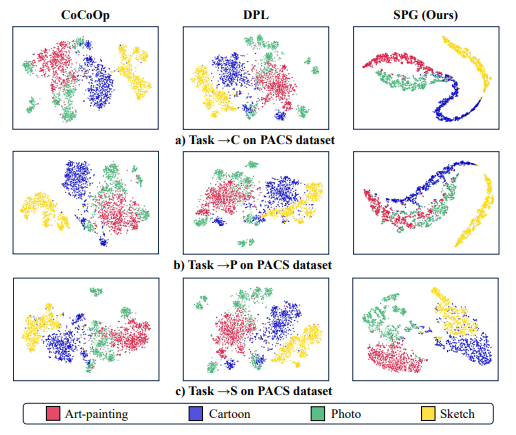 CoCoOp DPL SPG (Ours)
a) Task →C on PACS dataset
b) Task →P on PACS dataset
c) Task →S on PACS dataset
Art-painting Cartoon Photo Sketch